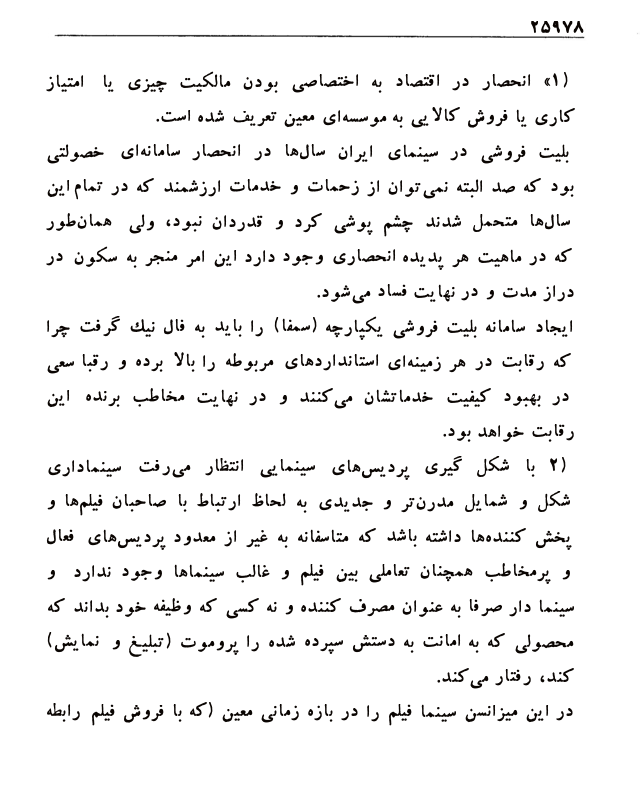 ۲۵۹۷۸
(۱» انحصار در اقتصاد به اختصاصی بودن مالکیت چیزی یا امتیاز
کاری یا فروش کالایی به موسسه‌ای معین تعریف شده است.
بلیت فروشی در سینمای ایران سال‌ها در انحصار سامانه‌ای خصولتی
بود که صد البته نمی‌توان از زحمات و خدمات ارزشمند که در تمام این
سال‌ها متحمل شدند چشم پوشی کرد و قدردان نبود، ولی همان‌طور
که در ماهیت هر پدیده انحصاری وجود دارد این امر منجر به سکون در
دراز مدت و در نهایت فساد می‌شود.
ایجاد سامانه بلیت فروشی یکپارچه (سمفا) را باید به فال نیک گرفت چرا
که رقابت در هر زمینه‌ای استانداردهای مربوطه را بالا برده و رقبا سعی
در بهبود کیفیت خدماتشان می‌کنند و در نهایت مخاطب برنده این
رقابت خواهد بود.
(۲ با شکل گیری پردیس‌های سینمایی انتظار می‌رفت سینماداری
شکل و شمایل مدرن‌تر و جدیدی به لحاظ ارتباط با صاحبان فیلم‌ها و
پخش کننده‌ها داشته باشد که متاسفانه به غیر از معدود پردیس‌های فعال
و پرمخاطب همچنان تعاملی بین فیلم و غالب سینماها وجود ندارد و
سینما دار صرفا به عنوان مصرف کننده و نه کسی که وظیفه خود بداند که
محصولی که به امانت به دستش سپرده شده را پروموت (تبلیغ و نمایش)
کند، رفتار می‌کند.
در این میزانسن سینما فیلم را در بازه زمانی معین (که با فروش فیلم رابطه